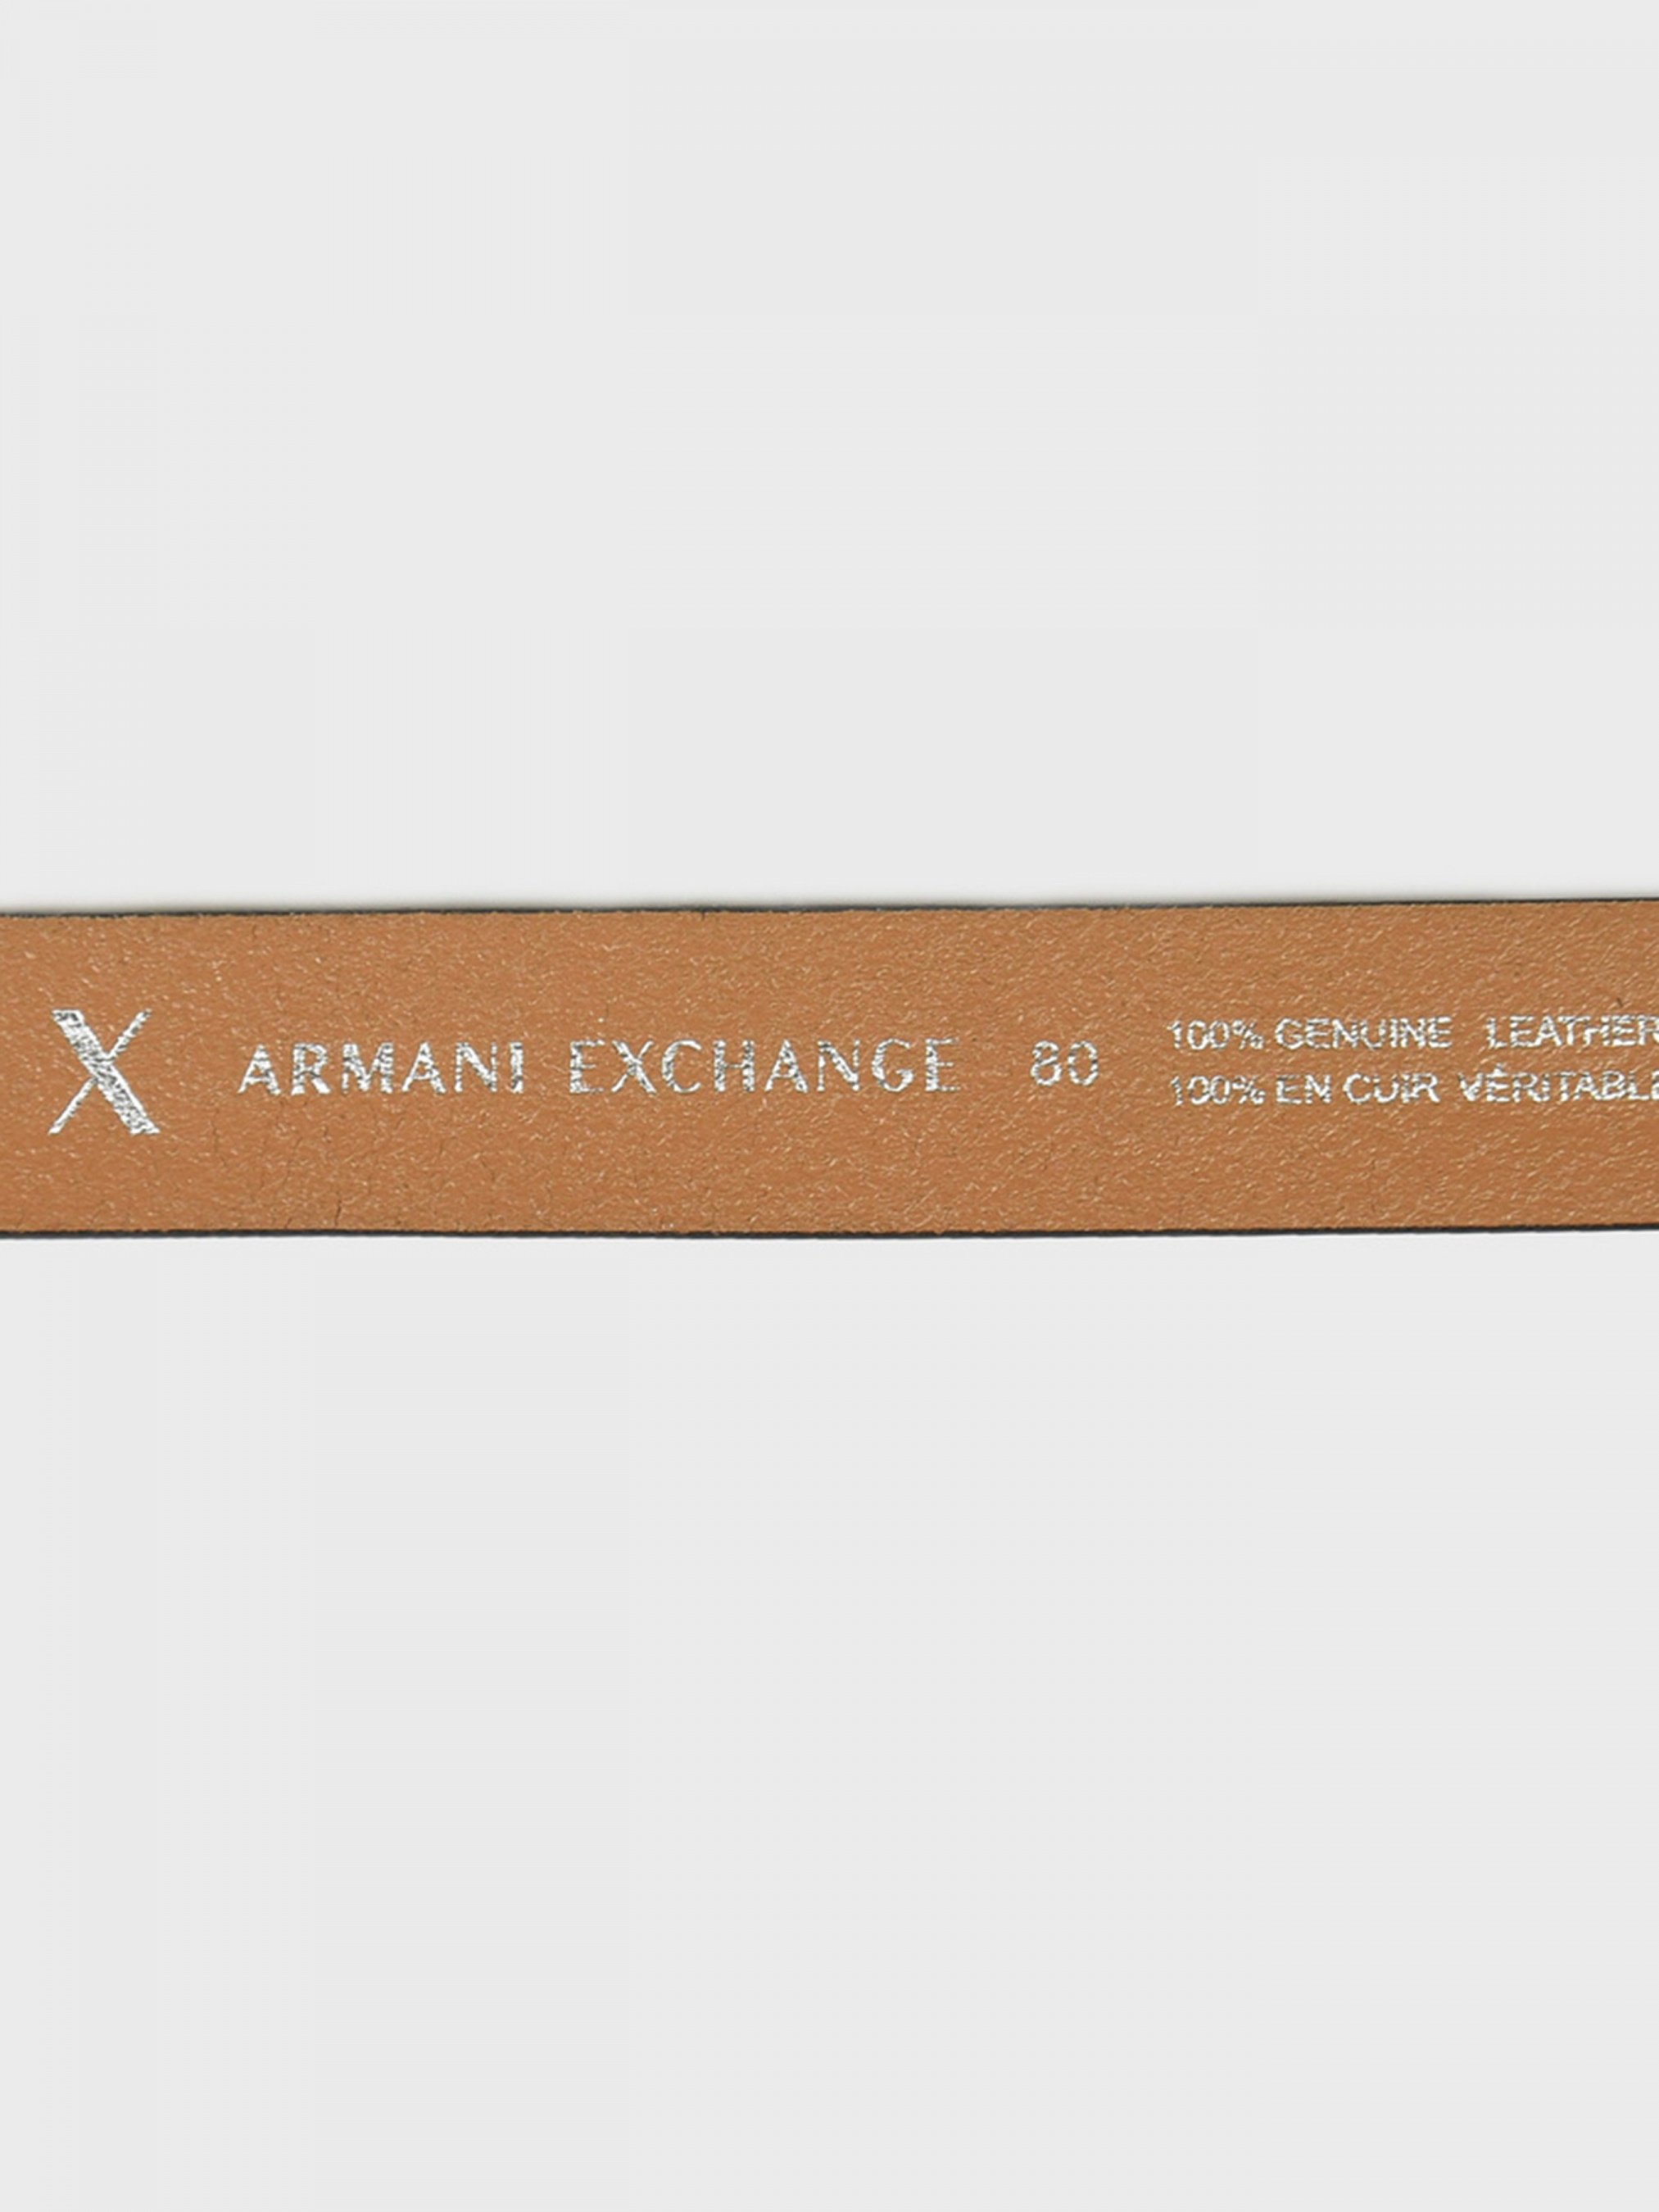 X ARMANI EXCHANGE 80
100% GENUINE LEATHER
100% EN CUIR VÉRITABLE